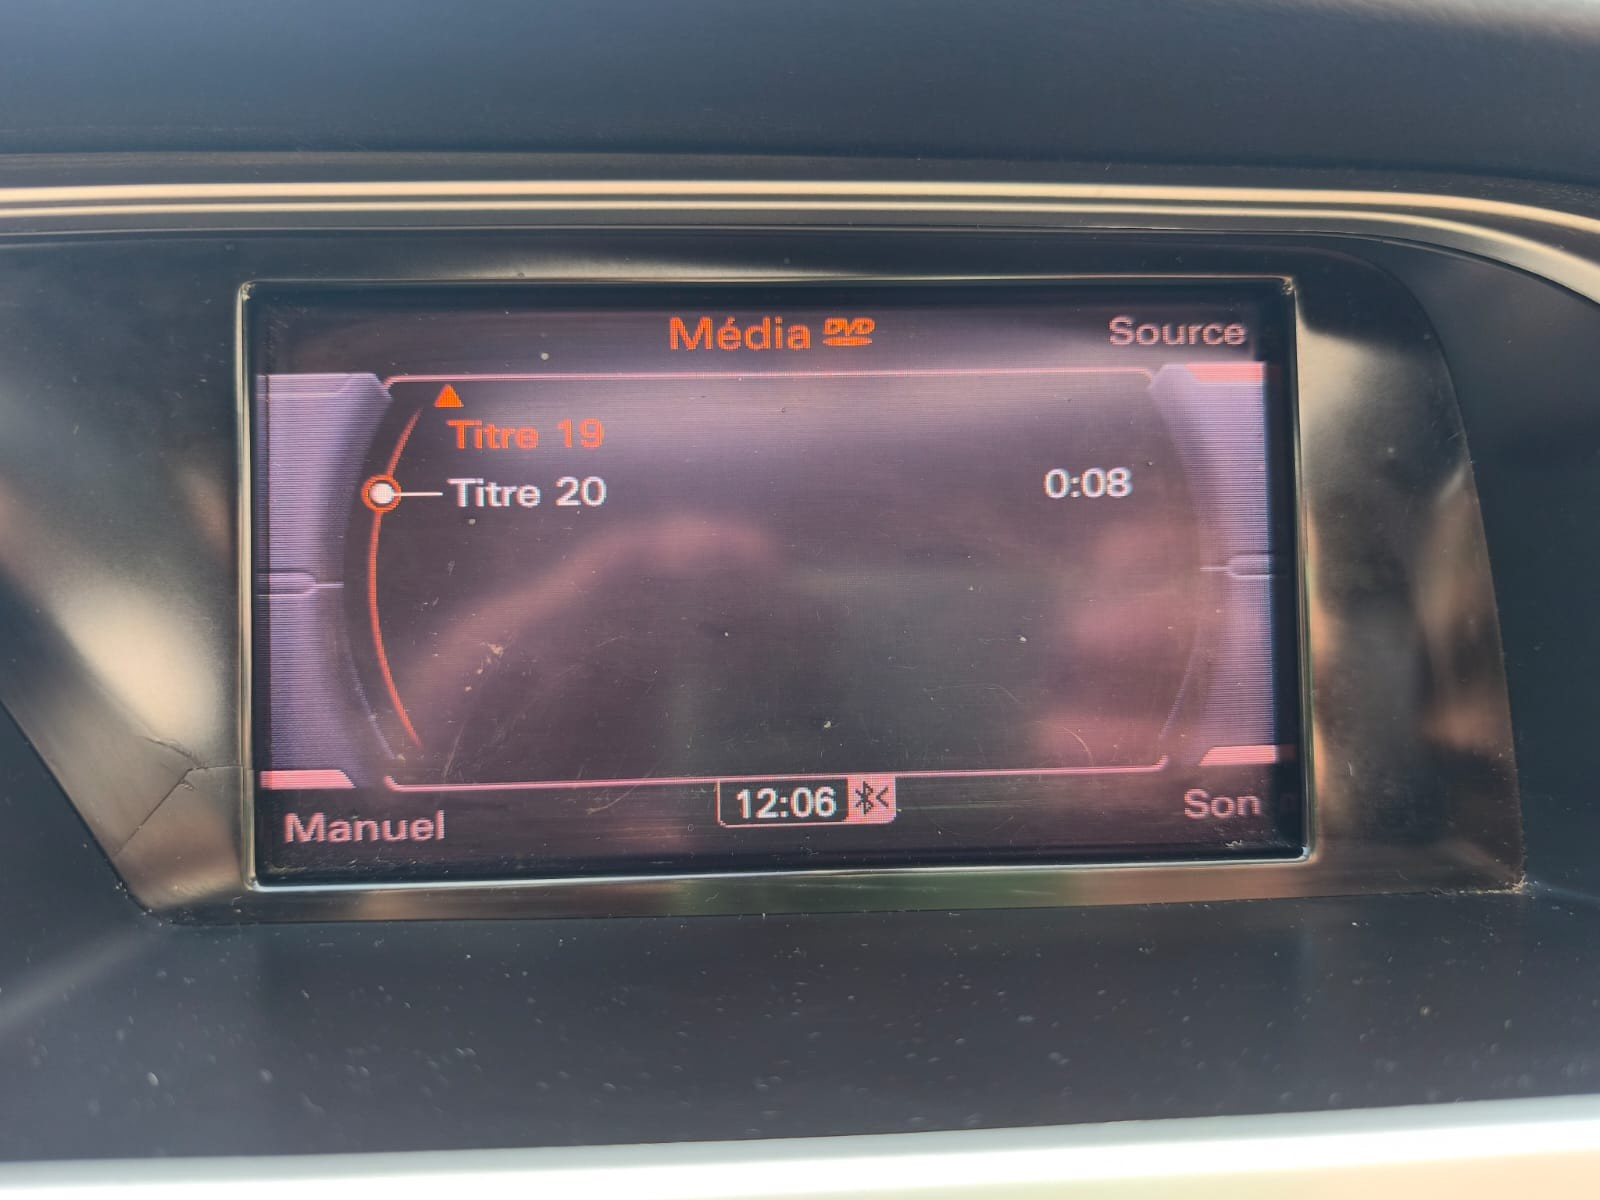 Média DVD
Source
Titre 19
Titre 20 0:08
12:06
Manuel
Son